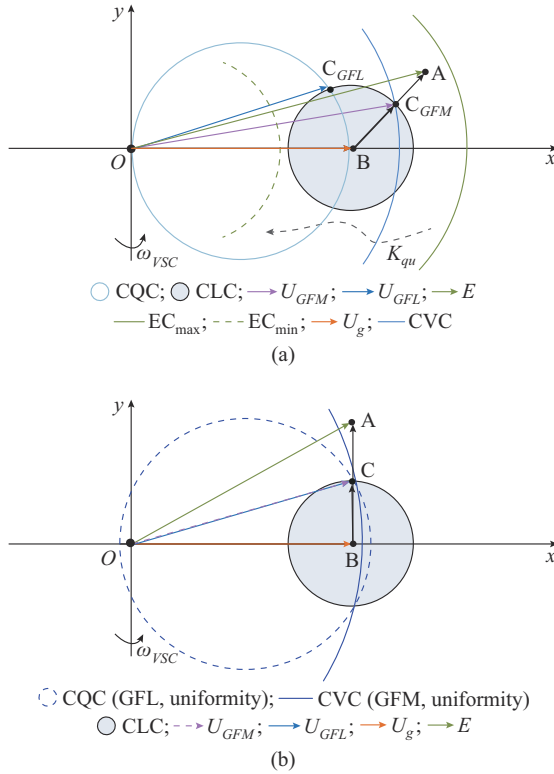 y
A
C_GFL
C_GFM
O
B
x
K_qu
ω_VSC
CQC; CLC; U_GFM; U_GFL; E
EC_max; EC_min; U_g; CVC
(a)
y
A
C
O
B
x
ω_VSC
CQC (GFL, uniformity); CVC (GFM, uniformity)
CLC; U_GFM; U_GFL; U_g; E
(b)